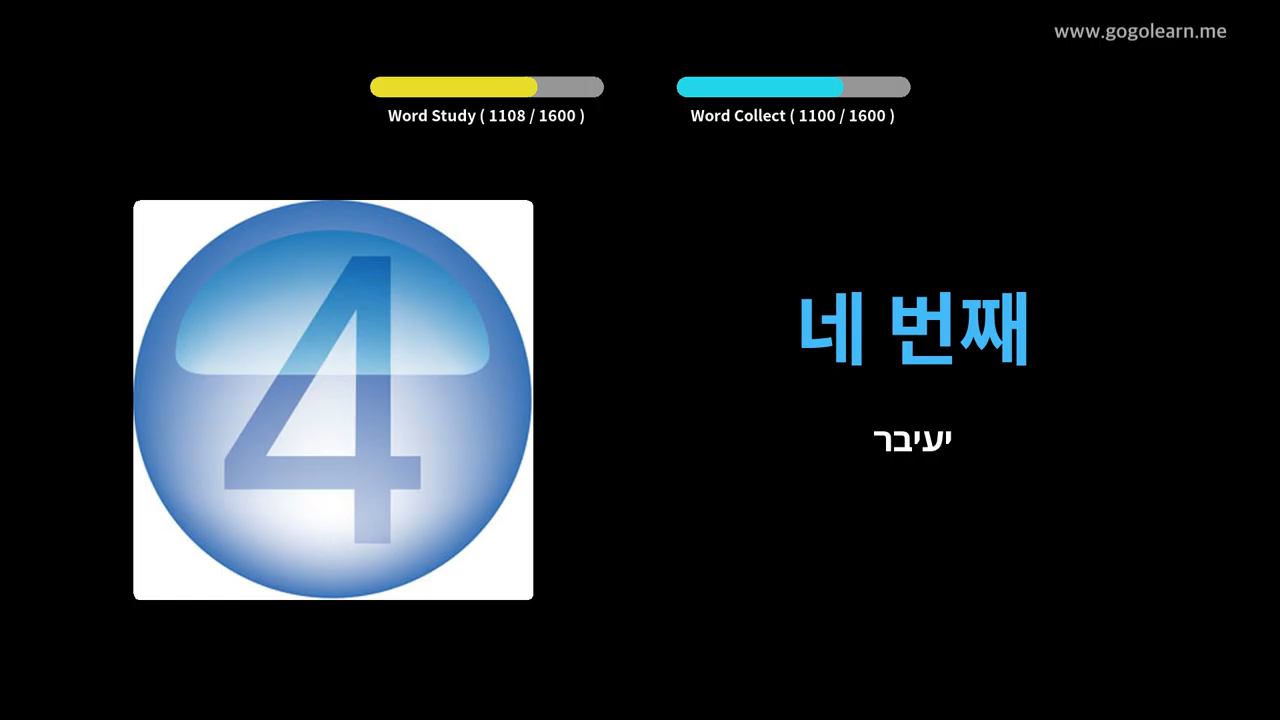 www.gogolearn.me
Word Study ( 1108 / 1600 )
Word Collect ( 1100 / 1600 )
4
네 번째
יעיבר